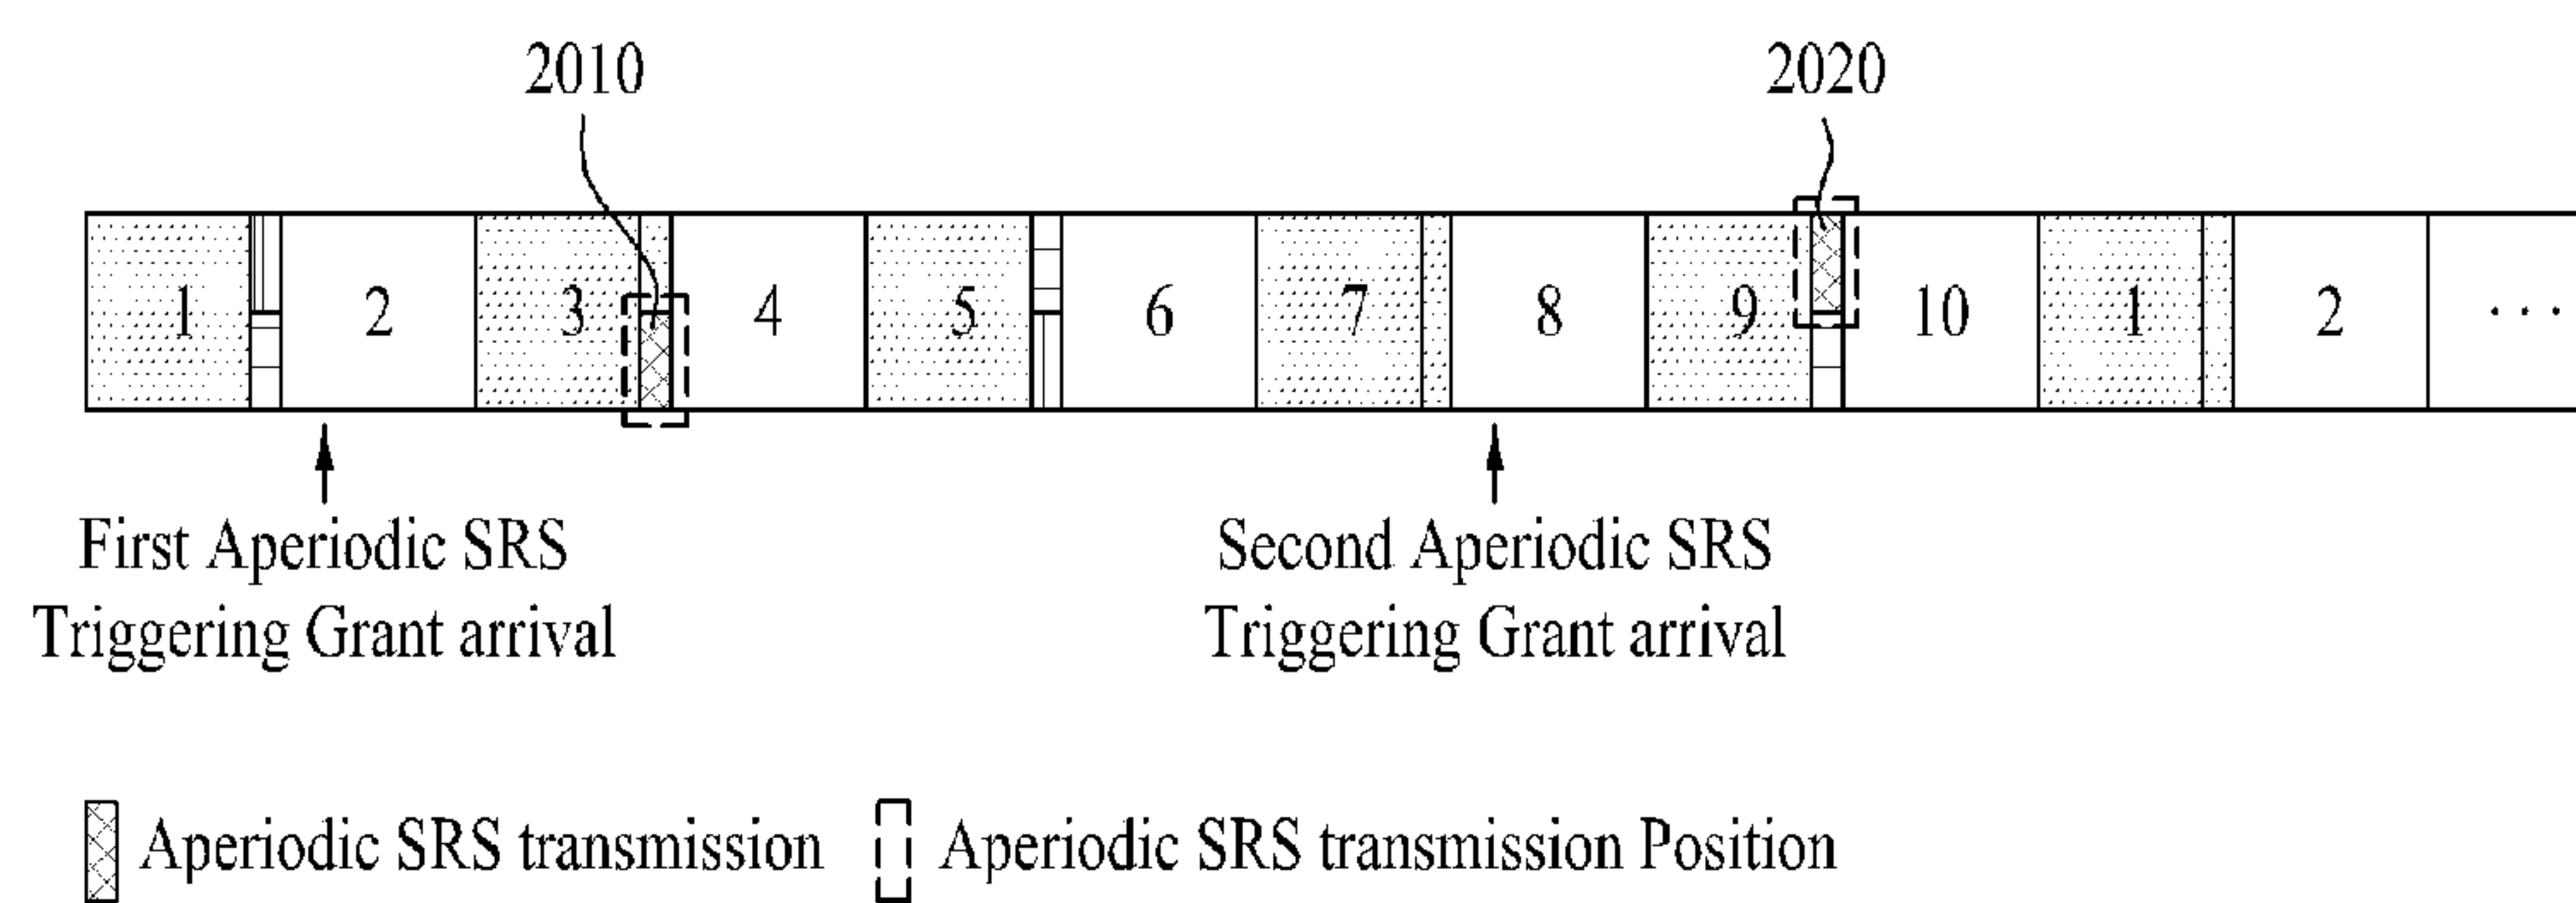 2010 2020
1 2 3 4 5 6 7 8 9 10 1 2 ...
First Aperiodic SRS
Triggering Grant arrival
Second Aperiodic SRS
Triggering Grant arrival
Aperiodic SRS transmission
Aperiodic SRS transmission Position